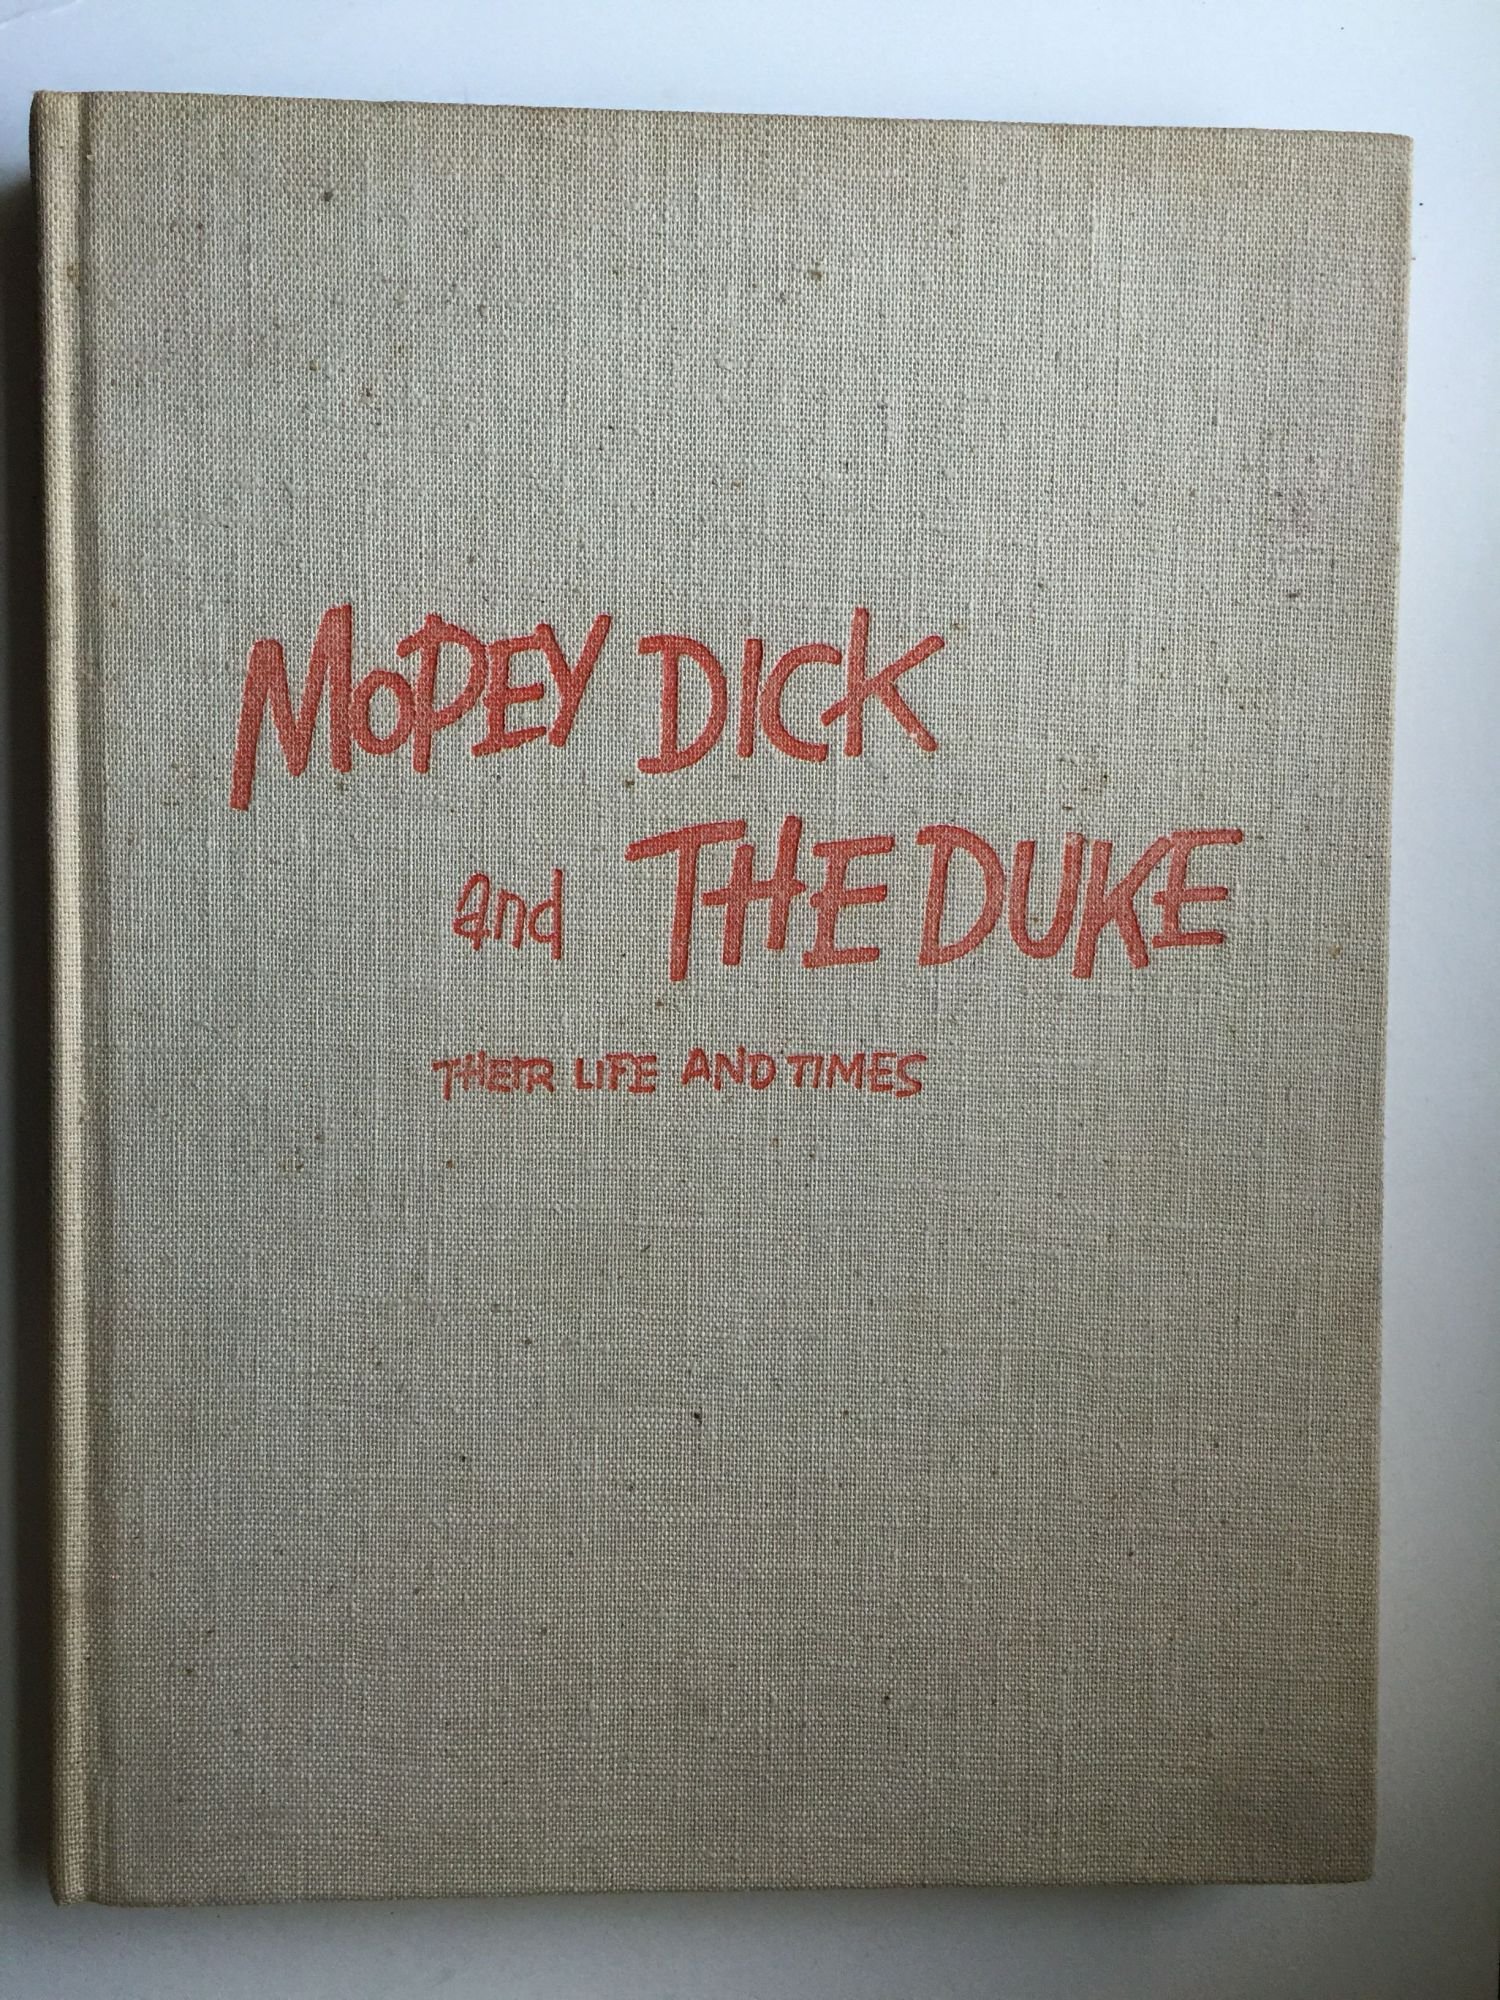 MOPEY DICK
and THE DUKE
THEIR LIFE AND TIMES